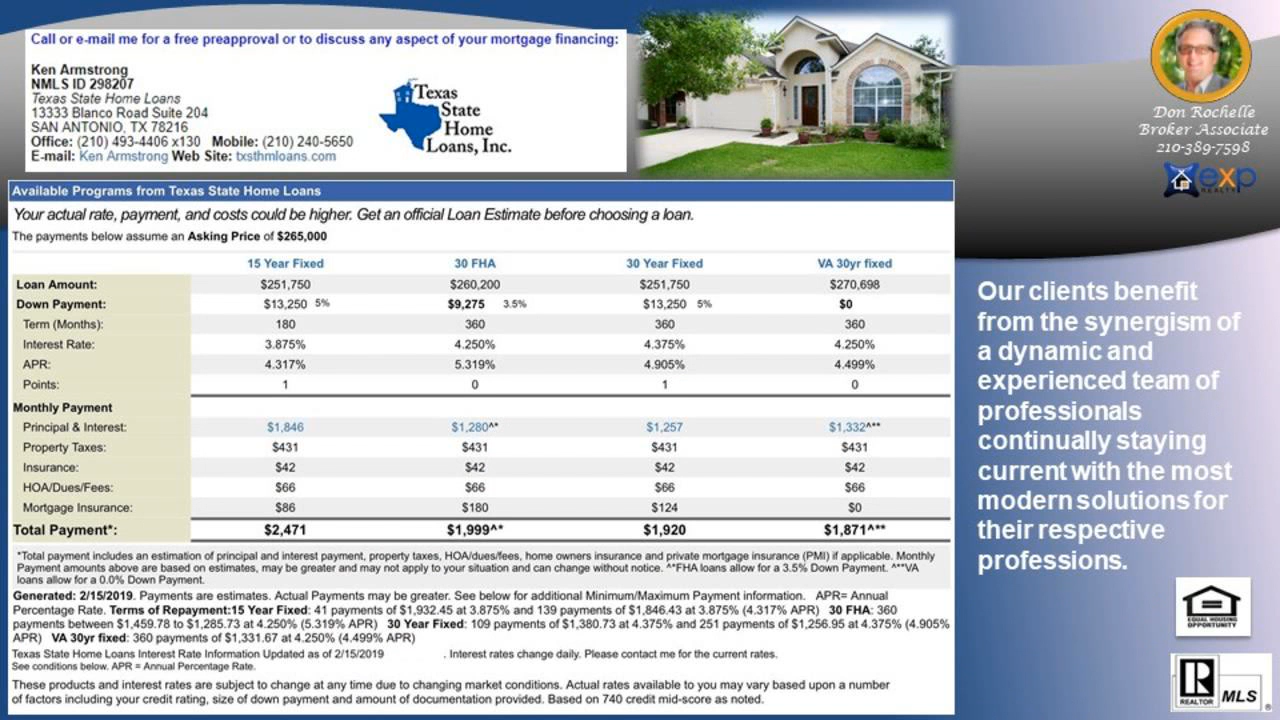 Call or e-mail me for a free preapproval or to discuss any aspect of your mortgage financing:
Ken Armstrong
NMLS ID 298207
Texas State Home Loans
13333 Blanco Road Suite 204
SAN ANTONIO, TX 78216
Office: (210) 493-4406 x130 Mobile: (210) 240-5650
E-mail: Ken Armstrong Web Site: txsthmloans.com
Texas
State
Home
Loans, Inc.
Don Rochelle
Broker Associate
210-389-7598
exp
REALTY
Available Programs from Texas State Home Loans
Your actual rate, payment, and costs could be higher. Get an official Loan Estimate before choosing a loan.
The payments below assume an Asking Price of $265,000
15 Year Fixed 30 FHA 30 Year Fixed VA 30yr fixed
Loan Amount: $251,750 $260,200 $251,750 $270,698
Down Payment: $13,250 5% $9,275 3.5% $13,250 5% $0
Term (Months): 180 360 360 360
Interest Rate: 3.875% 4.250% 4.375% 4.250%
APR: 4.317% 5.319% 4.905% 4.499%
Points: 1 0 1 0
Monthly Payment
Principal & Interest: $1,846 $1,280^* $1,257 $1,332^**
Property Taxes: $431 $431 $431 $431
Insurance: $42 $42 $42 $42
HOA/Dues/Fees: $66 $66 $66 $66
Mortgage Insurance: $86 $180 $124 $0
Total Payment*: $2,471 $1,999^* $1,920 $1,871^**
*Total payment includes an estimation of principal and interest payment, property taxes, HOA/dues/fees, home owners insurance and private mortgage insurance (PMI) if applicable. Monthly
Payment amounts above are based on estimates, may be greater and may not apply to your situation and can change without notice. ^*FHA loans allow for a 3.5% Down Payment. ^**VA
loans allow for a 0.0% Down Payment.
Generated: 2/15/2019. Payments are estimates. Actual Payments may be greater. See below for additional Minimum/Maximum Payment information. APR= Annual
Percentage Rate. Terms of Repayment:15 Year Fixed: 41 payments of $1,932.45 at 3.875% and 139 payments of $1,846.43 at 3.875% (4.317% APR) 30 FHA: 360
payments between $1,459.78 to $1,285.73 at 4.250% (5.319% APR) 30 Year Fixed: 109 payments of $1,380.73 at 4.375% and 251 payments of $1,256.95 at 4.375% (4.905%
APR) VA 30yr fixed: 360 payments of $1,331.67 at 4.250% (4.499% APR)
Texas State Home Loans Interest Rate Information Updated as of 2/15/2019 . Interest rates change daily. Please contact me for the current rates.
See conditions below. APR = Annual Percentage Rate.
These products and interest rates are subject to change at any time due to changing market conditions. Actual rates available to you may vary based upon a number
of factors including your credit rating, size of down payment and amount of documentation provided. Based on 740 credit mid-score as noted.
Our clients benefit
from the synergism of
a dynamic and
experienced team of
professionals
continually staying
current with the most
modern solutions for
their respective
professions.
EQUAL HOUSING
OPPORTUNITY
R
REALTOR MLS ®